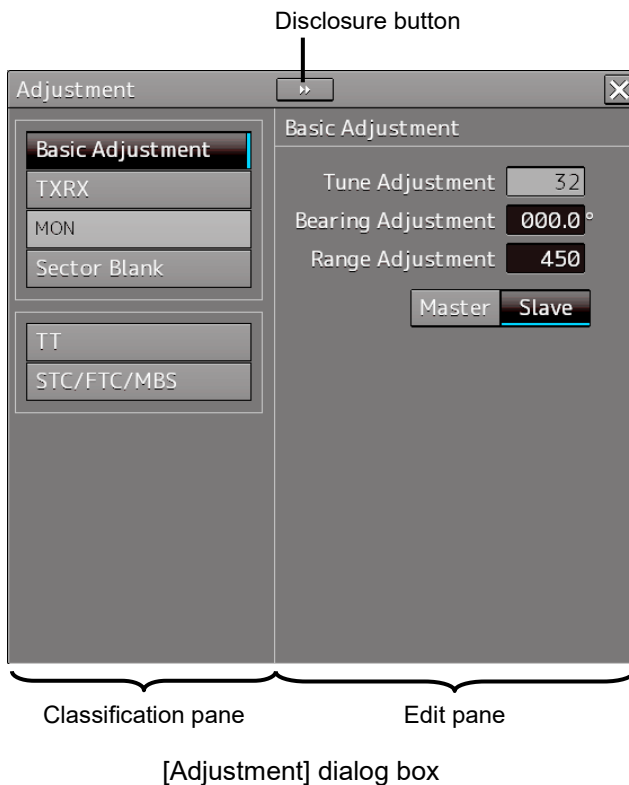 Disclosure button
Adjustment
Basic Adjustment
TXRX
MON
Sector Blank
TT
STC/FTC/MBS
Basic Adjustment
Tune Adjustment 32
Bearing Adjustment 000.0°
Range Adjustment 450
Master Slave
Classification pane
Edit pane
[Adjustment] dialog box